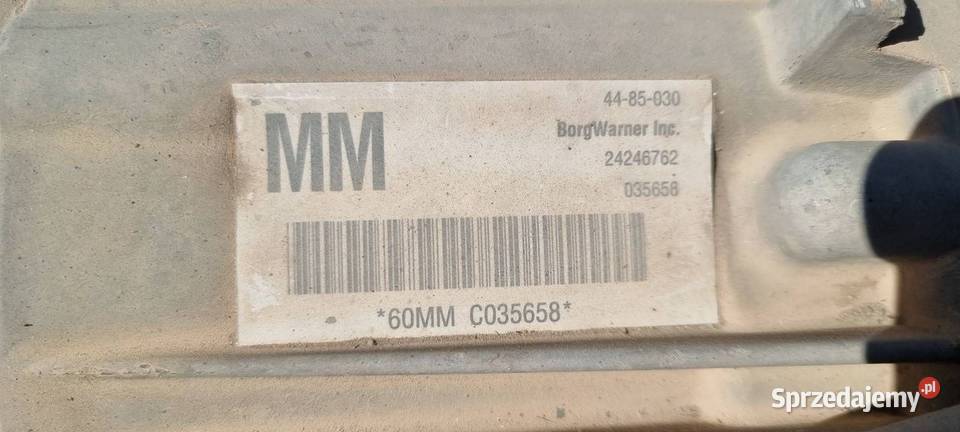 MM
44-85-030
BorgWarner Inc.
24246762
035658
*60MM C035658*
Sprzedajemy.pl